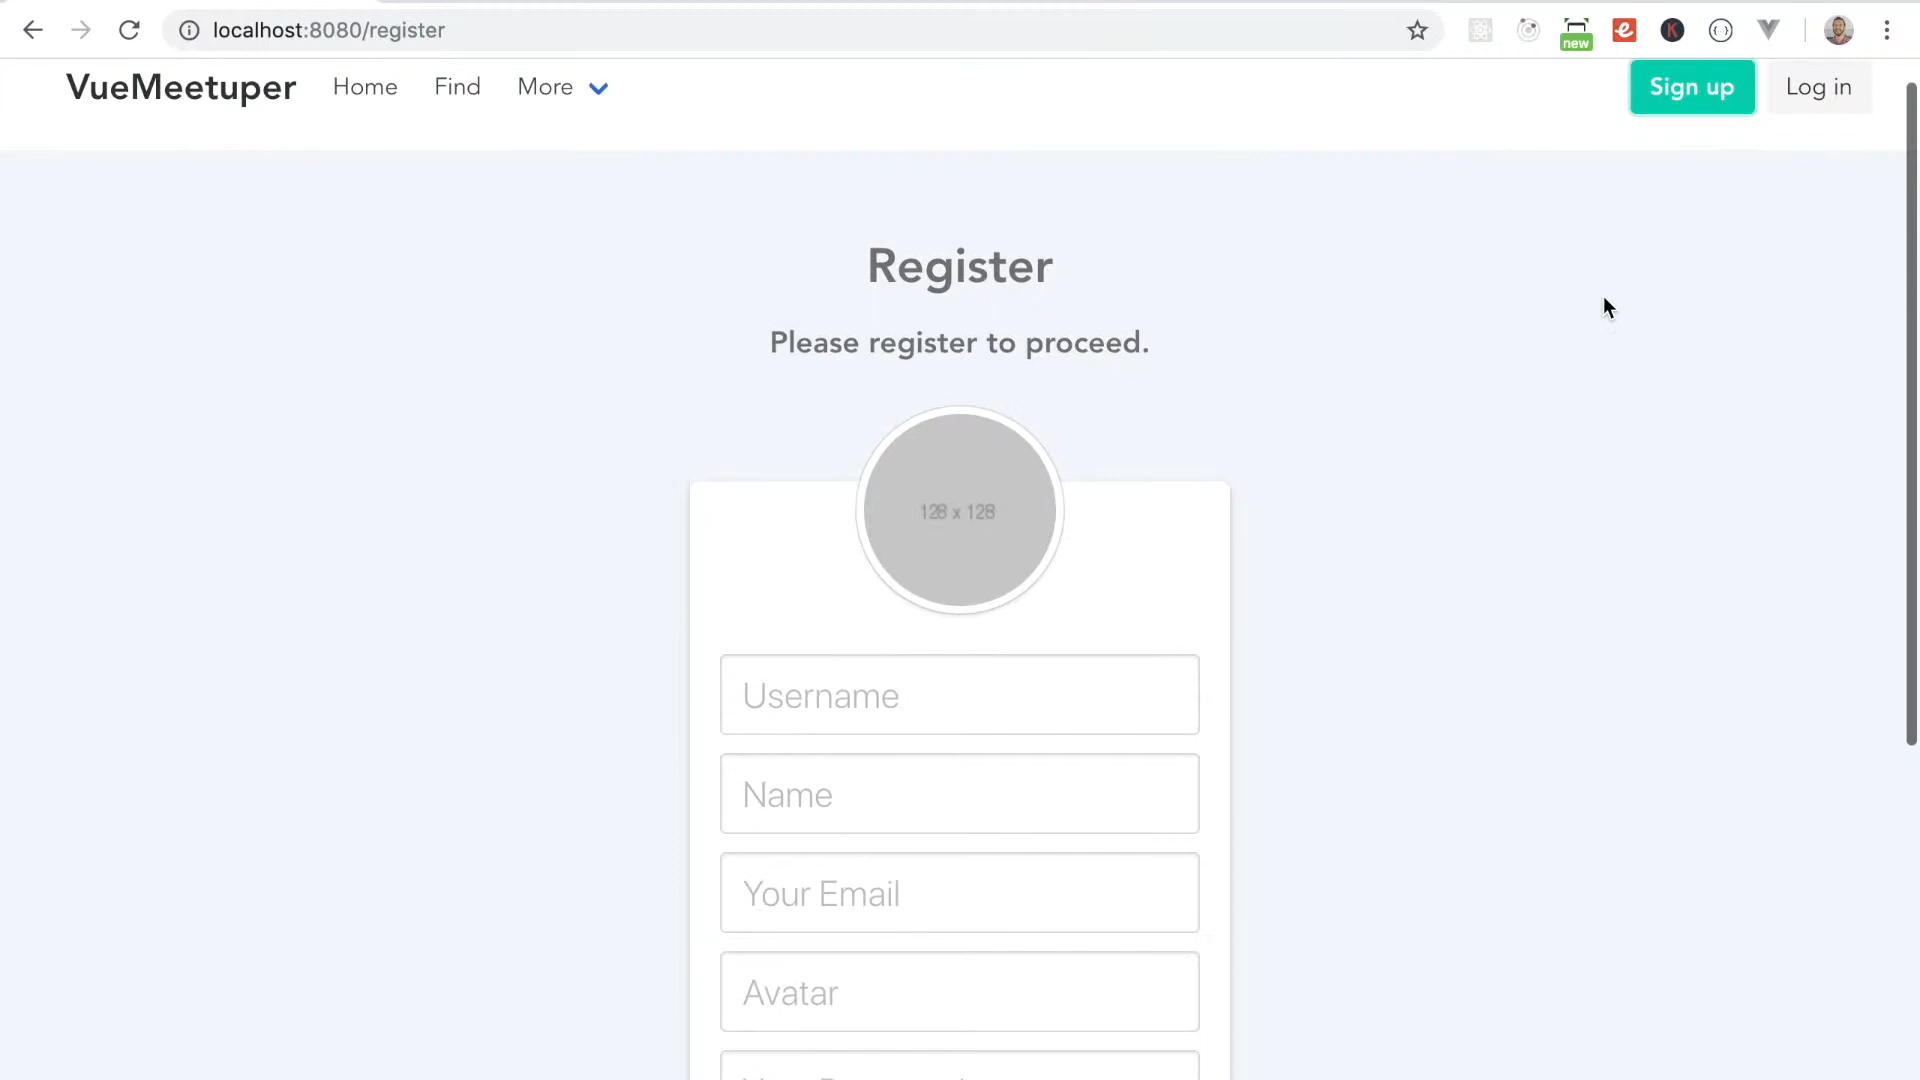 localhost:8080/register
new
K
VueMeetuper Home Find More Sign up Log in
Register
Please register to proceed.
128 x 128
Username
Name
Your Email
Avatar